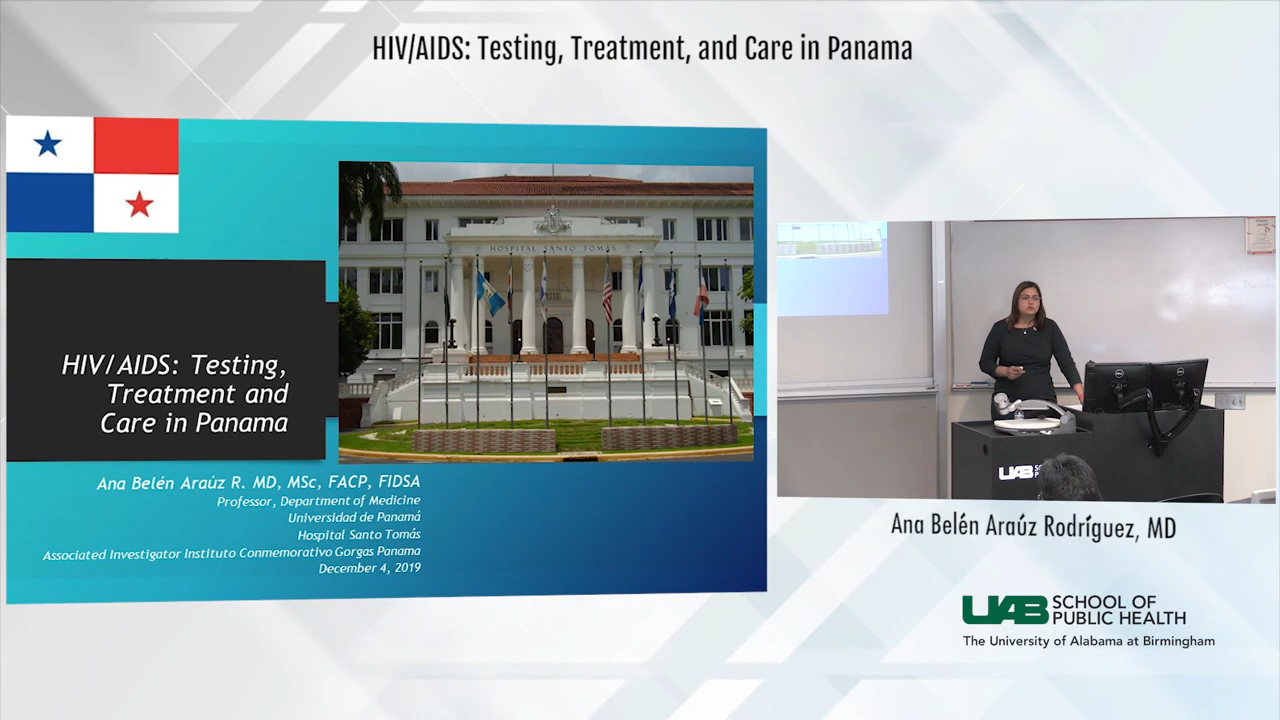 HIV/AIDS: Testing, Treatment, and Care in Panama
HOSPITAL SANTO TOMAS
HIV/AIDS: Testing,
Treatment and
Care in Panama
Ana Belén Araúz R. MD, MSc, FACP, FIDSA
Professor, Department of Medicine
Universidad de Panamá
Hospital Santo Tomás
Associated Investigator Instituto Conmemorativo Gorgas Panama
December 4, 2019
DELL
DELL
UAB
Ana Belén Araúz Rodríguez, MD
UAB SCHOOL OF
PUBLIC HEALTH
The University of Alabama at Birmingham